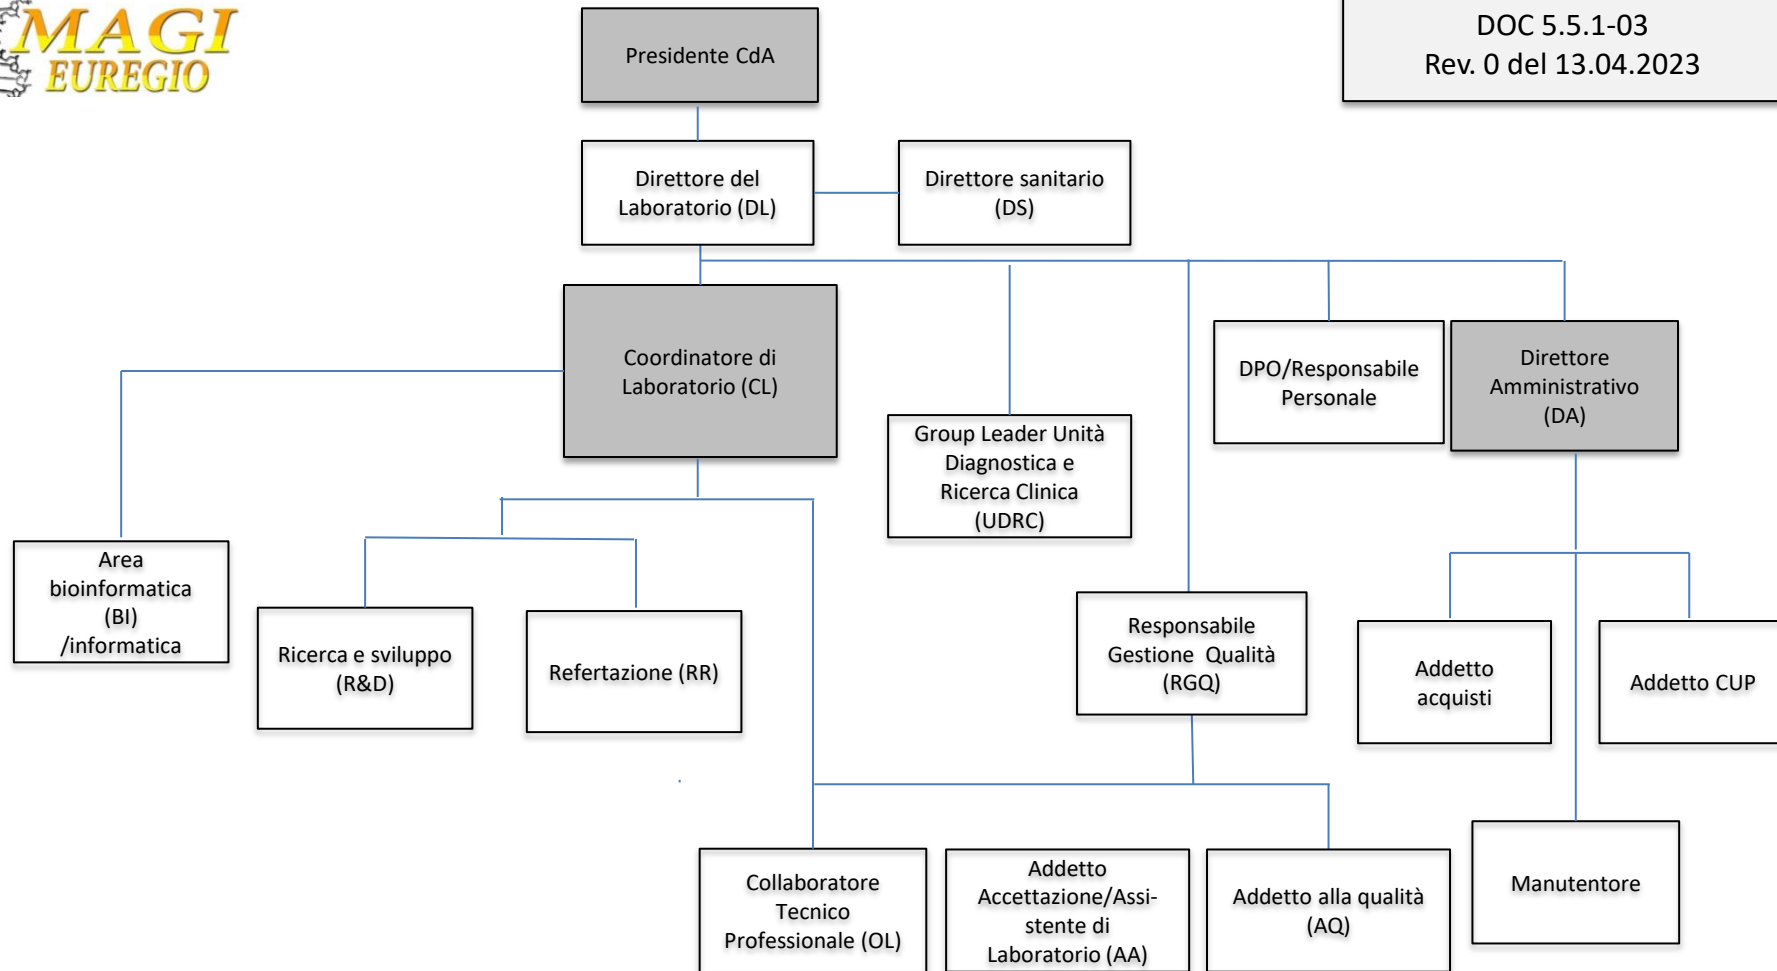 MAGI
EUREGIO
Presidente CdA
DOC 5.5.1-03
Rev. 0 del 13.04.2023
Direttore del
Laboratorio (DL)
Direttore sanitario
(DS)
Coordinatore di
Laboratorio (CL)
DPO/Responsabile
Personale
Direttore
Amministrativo
(DA)
Group Leader Unità
Diagnostica e
Ricerca Clinica
(UDRC)
Area
bioinformatica
(BI)
/informatica
Ricerca e sviluppo
(R&D)
Refertazione (RR)
Responsabile
Gestione Qualità
(RGQ)
Addetto
acquisti
Addetto CUP
Collaboratore
Tecnico
Professionale (OL)
Addetto
Accettazione/Assi-
stente di
Laboratorio (AA)
Addetto alla qualità
(AQ)
Manutentore